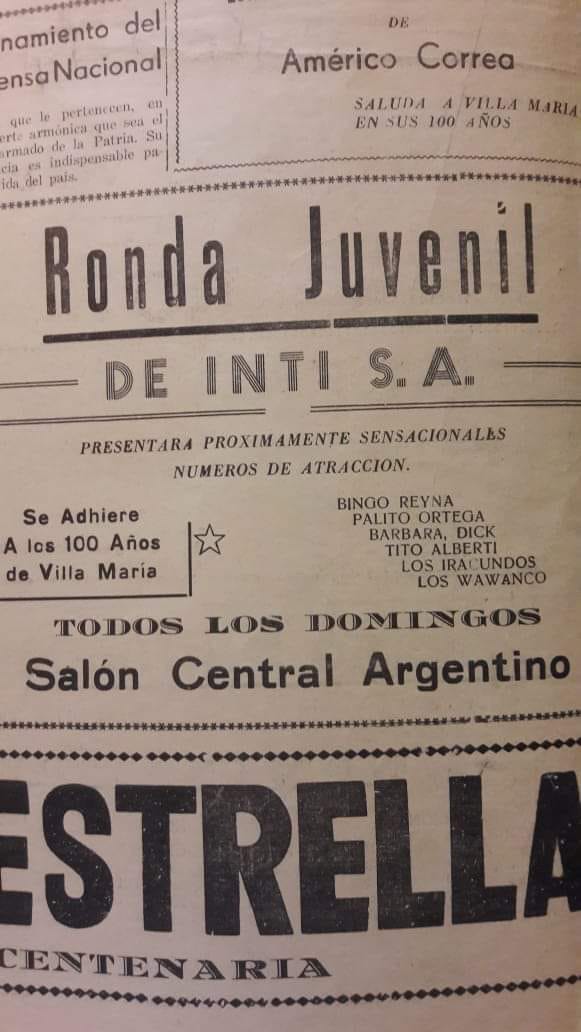 namiento del
ensa Nacional
que le pertenecen, en
erte armónica que sea el
armado de la Patria. Su
cia es indispensable pa-
ida del país.
DE
Américo Correa
SALUDA A VILLA MARIA
EN SUS 100 AÑOS
Ronda Juvenil
DE INTI S. A.
PRESENTARA PROXIMAMENTE SENSACIONALES
NUMEROS DE ATRACCION.
Se Adhiere
A los 100 Años
de Villa María
BINGO REYNA
PALITO ORTEGA
BARBARA, DICK
TITO ALBERTI
LOS IRACUNDOS
LOS WAWANCO
TODOS LOS DOMINGOS
Salón Central Argentino
ESTRELLA
CENTENARIA